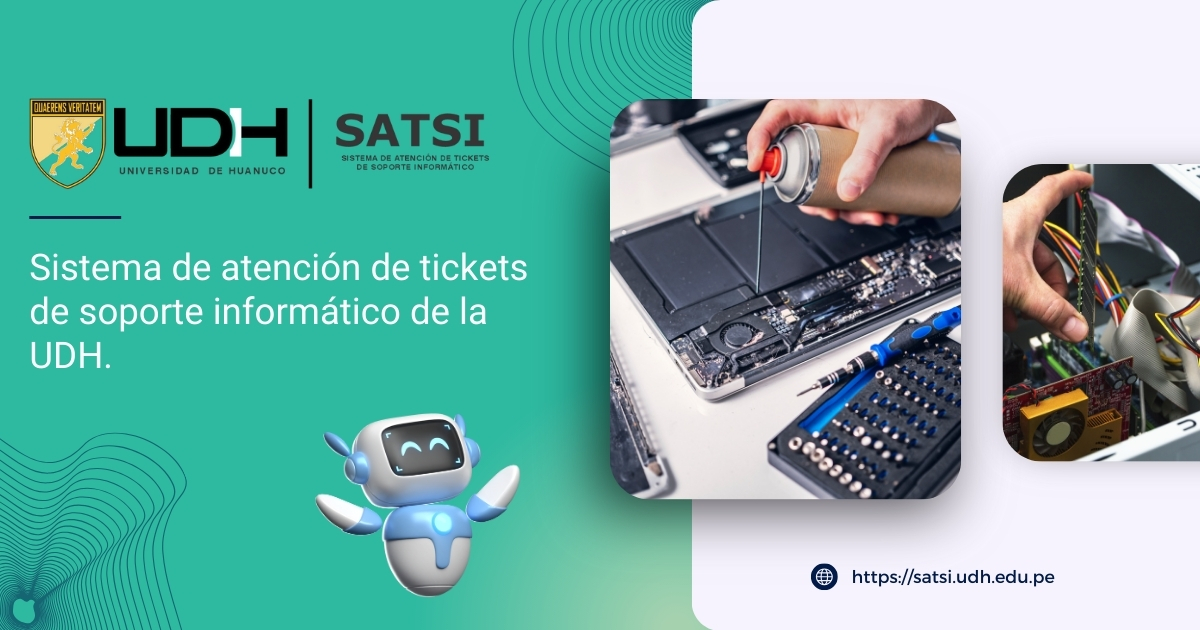 QUAERENS VERITATEM
UDH
UNIVERSIDAD DE HUANUCO
SATSI
SISTEMA DE ATENCIÓN DE TICKETS
DE SOPORTE INFORMÁTICO
Sistema de atención de tickets
de soporte informático de la
UDH.
https://satsi.udh.edu.pe